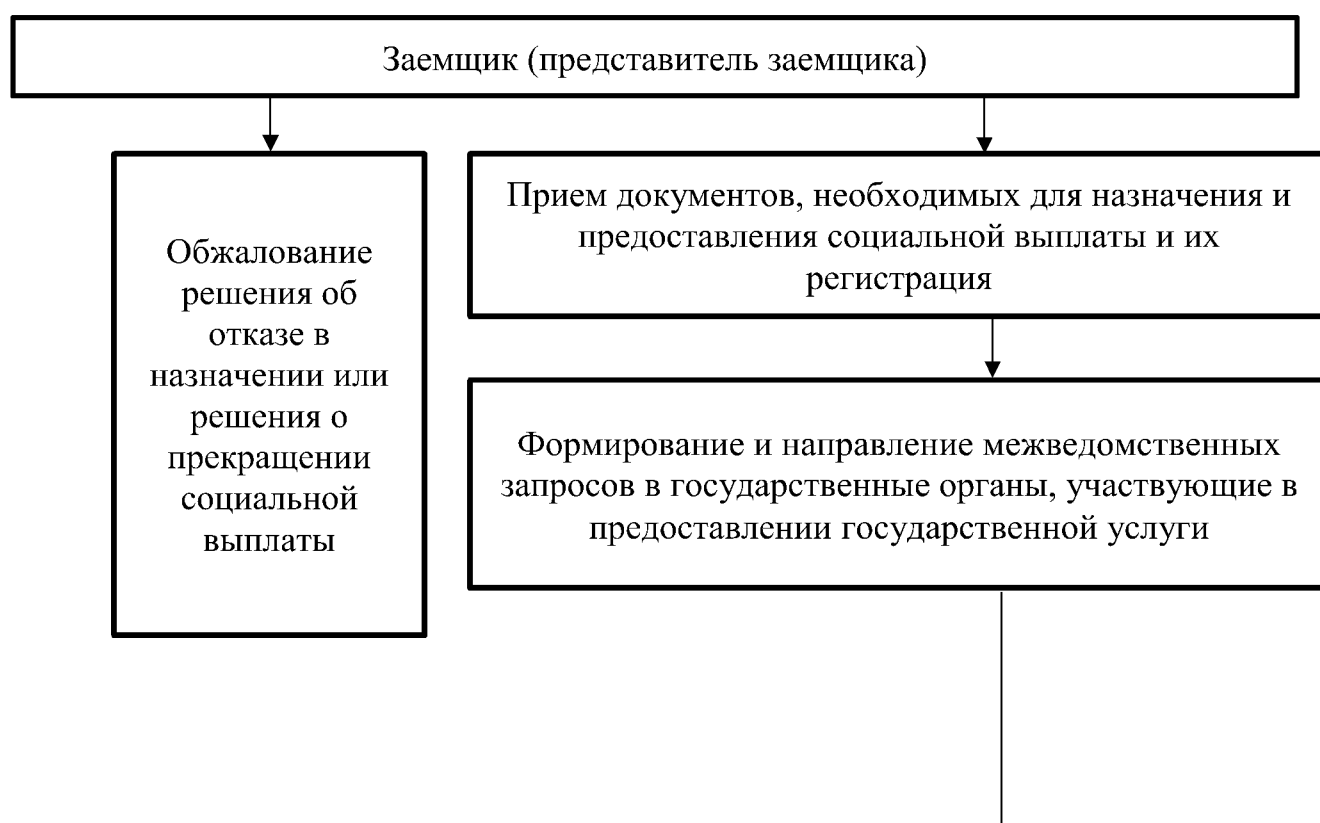 Заемщик (представитель заемщика)
Обжалование
решения об
отказе в
назначении или
решения о
прекращении
социальной
выплаты
Прием документов, необходимых для назначения и
предоставления социальной выплаты и их
регистрация
Формирование и направление межведомственных
запросов в государственные органы, участвующие в
предоставлении государственной услуги